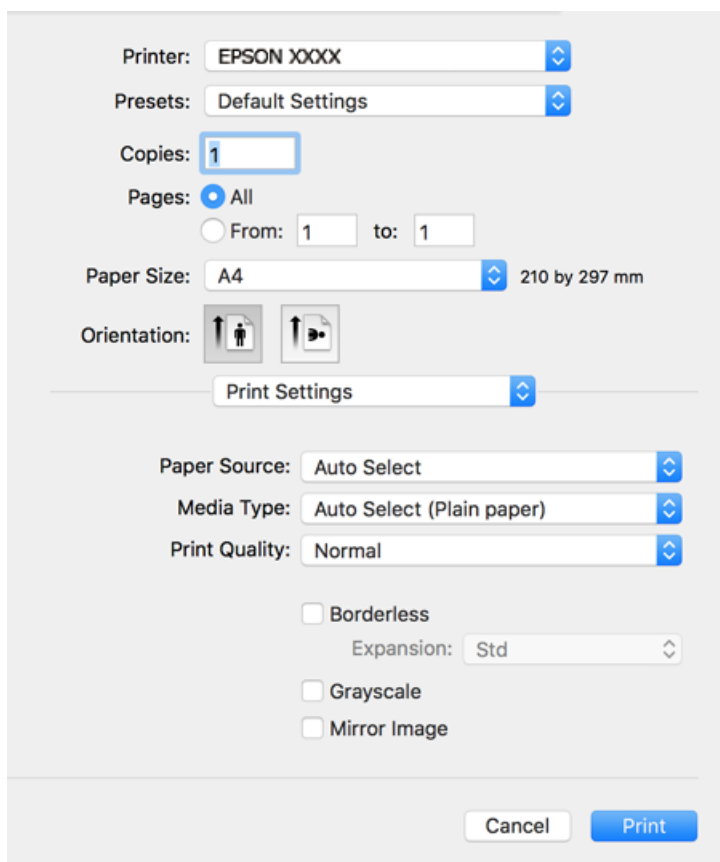 Printer: EPSON XXXX
Presets: Default Settings
Copies: 1
Pages: All
From: 1 to: 1
Paper Size: A4 210 by 297 mm
Orientation:
Print Settings
Paper Source: Auto Select
Media Type: Auto Select (Plain paper)
Print Quality: Normal
Borderless
Expansion: Std
Grayscale
Mirror Image
Cancel Print